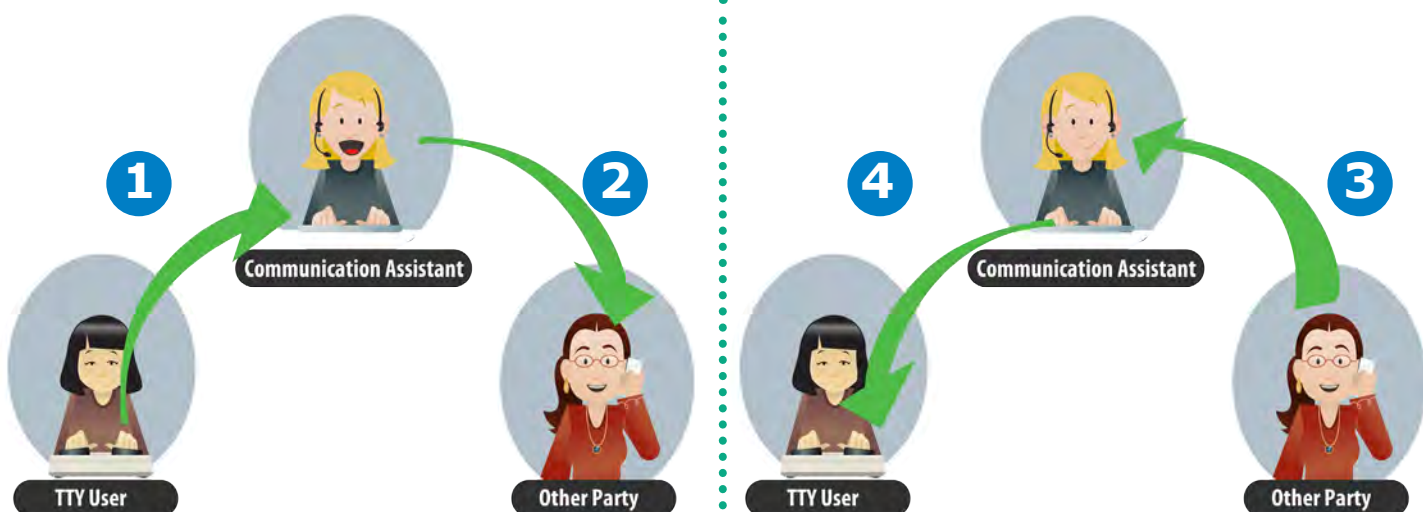 1
2
Communication Assistant
TTY User
Other Party
4
3
Communication Assistant
TTY User
Other Party